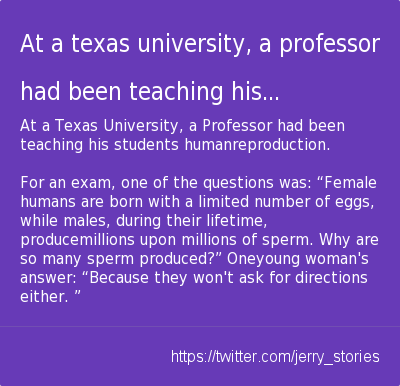 At a texas university, a professor
had been teaching his...
At a Texas University, a Professor had been
teaching his students humanreproduction.
For an exam, one of the questions was: “Female
humans are born with a limited number of eggs,
while males, during their lifetime,
producemillions upon millions of sperm. Why are
so many sperm produced?” Oneyoung woman's
answer: “Because they won't ask for directions
either. ”
https://twitter.com/jerry_stories